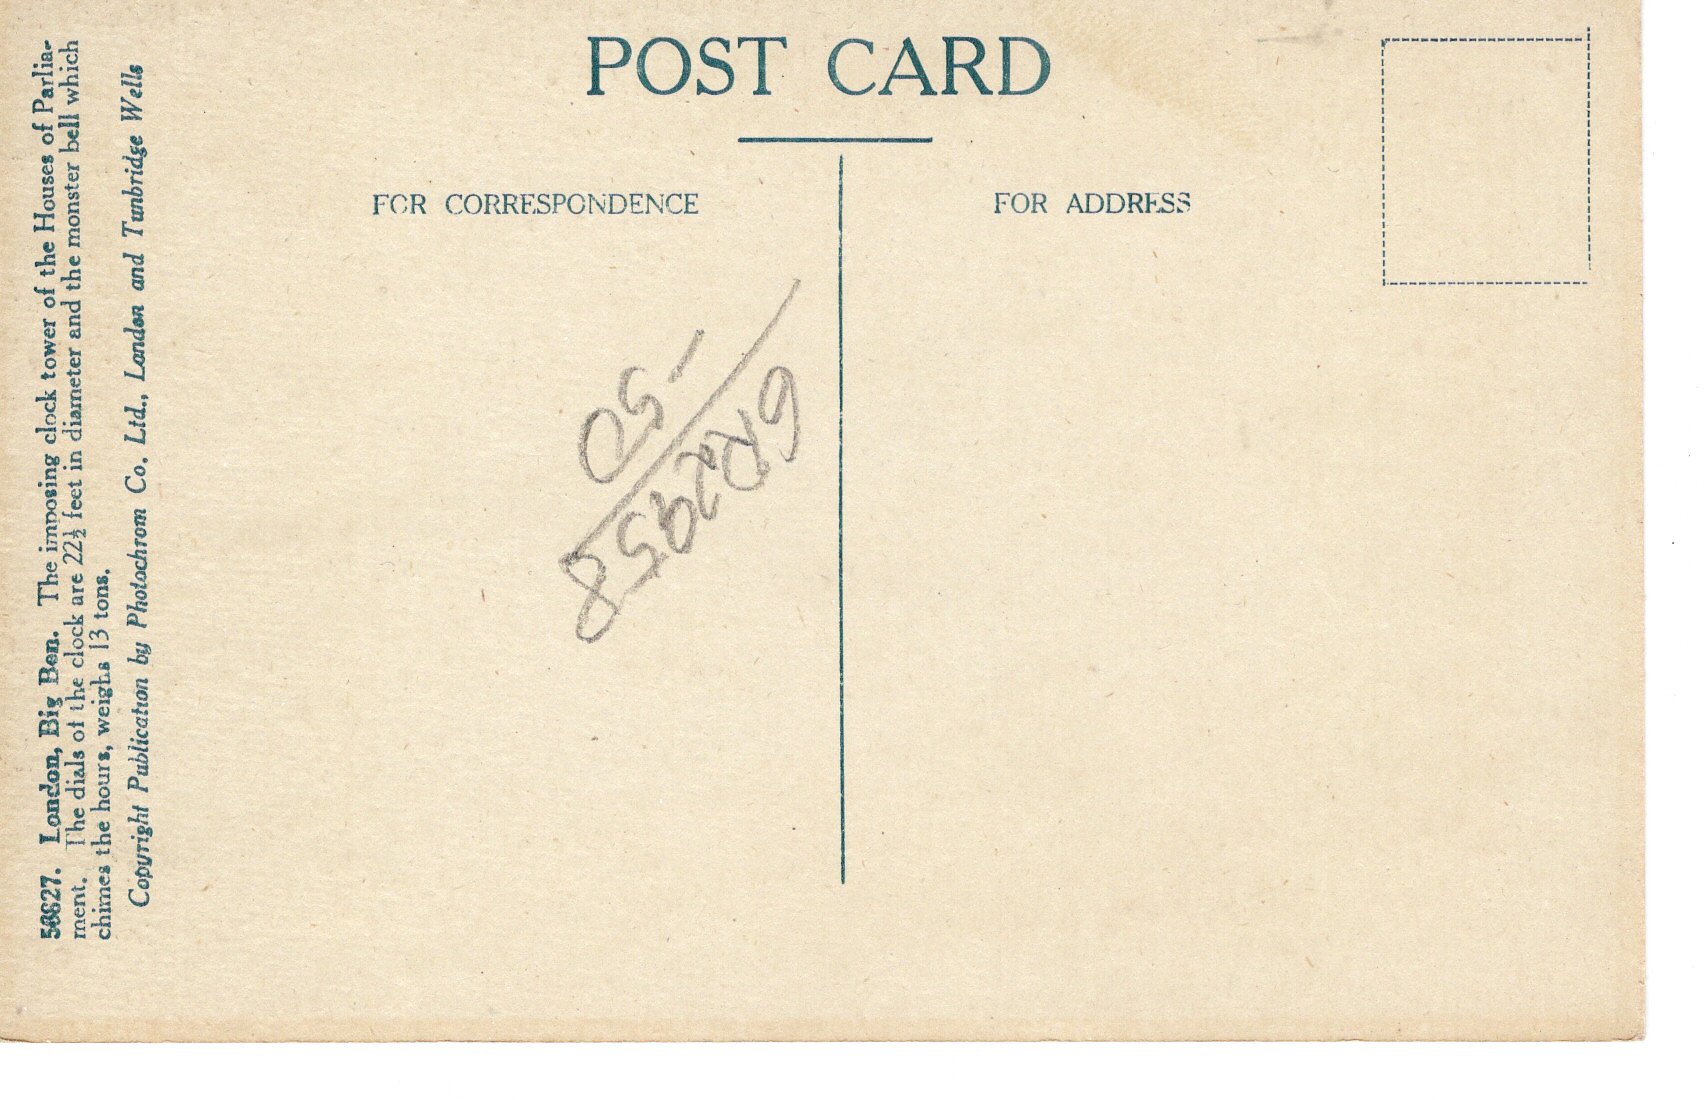 POST CARD
FOR CORRESPONDENCE
FOR ADDRESS
London, Big Ben. The imposing clock tower of the Houses of Parlia-
ment. The dials of the clock are 22½ feet in diameter and the monster bell which
chimes the hours, weighs 13 tons.
Copyright Publication by Photochrom Co. Ltd., London and Tunbridge Wells
-50